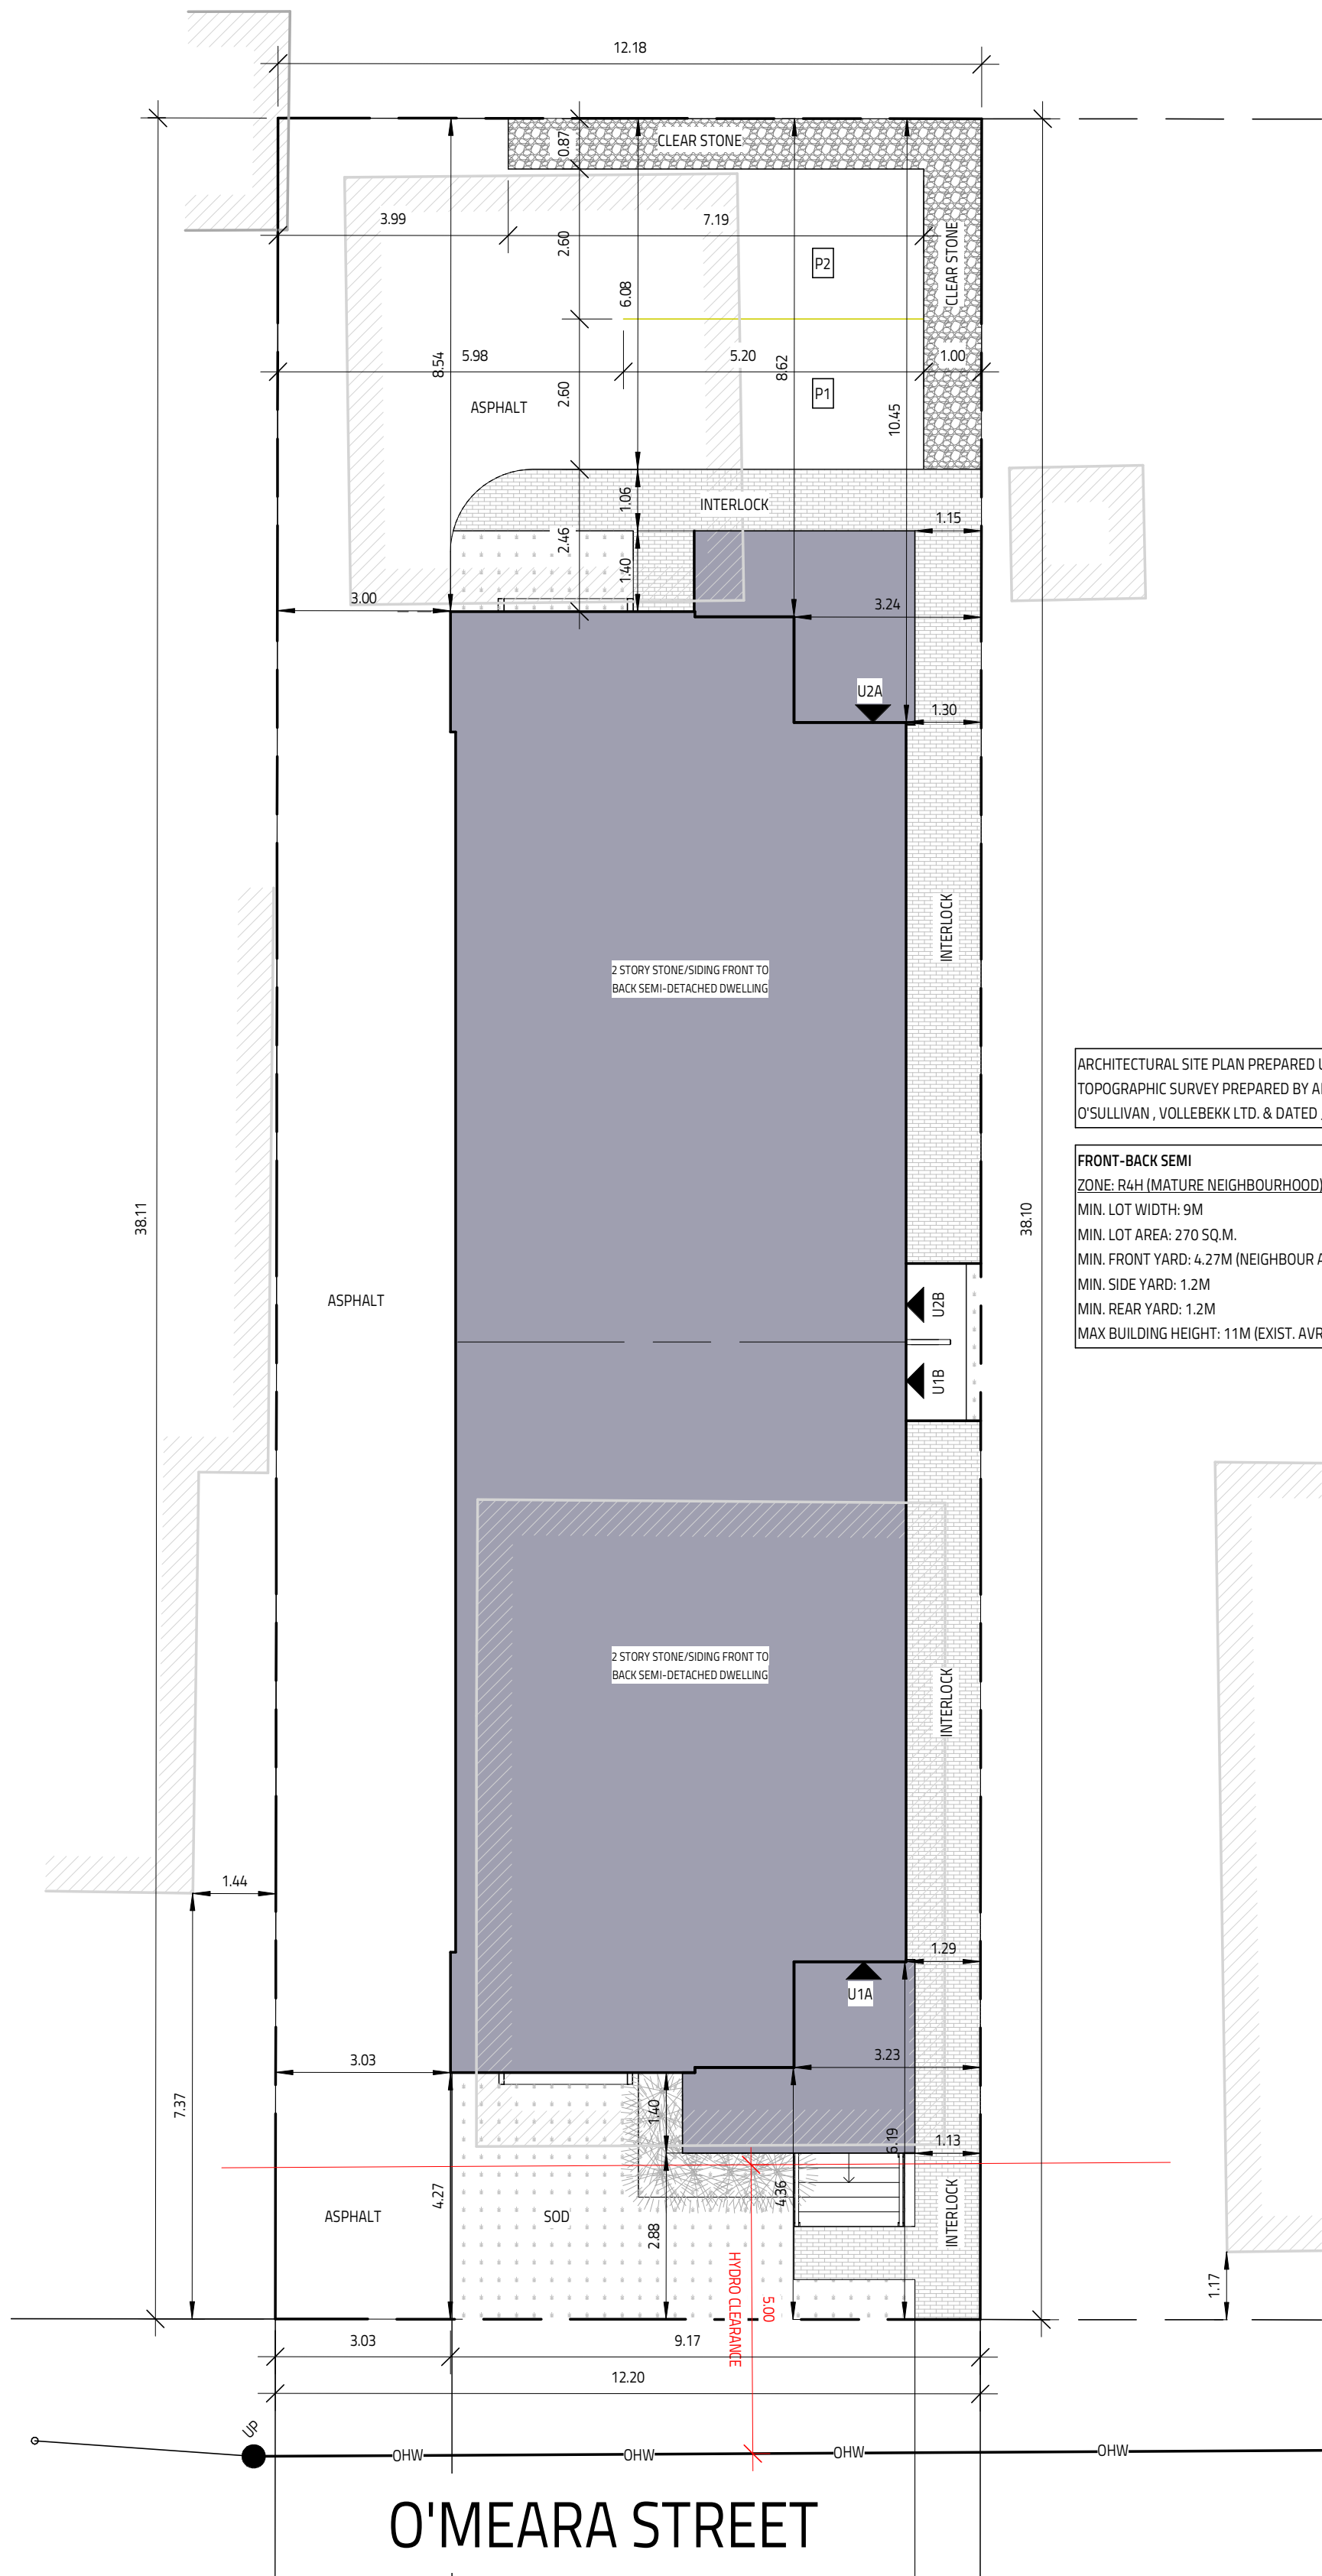 12.18
0.87
CLEAR STONE
3.99
7.19
2.60
CLEAR STONE
P2
6.08
8.54
5.98
5.20
8.62
1.00
2.60
P1
ASPHALT
10.45
1.06
INTERLOCK
1.15
2.46
1.40
3.00
3.24
U2A
1.30
INTERLOCK
2 STORY STONE/SIDING FRONT TO
BACK SEMI-DETACHED DWELLING
ARCHITECTURAL SITE PLAN PREPARED
TOPOGRAPHIC SURVEY PREPARED BY
O'SULLIVAN , VOLLEBEKK LTD. & DATED
FRONT-BACK SEMI
ZONE: R4H (MATURE NEIGHBOURHOOD)
MIN. LOT WIDTH: 9M
MIN. LOT AREA: 270 SQ.M.
MIN. FRONT YARD: 4.27M (NEIGHBOUR
MIN. SIDE YARD: 1.2M
MIN. REAR YARD: 1.2M
MAX BUILDING HEIGHT: 11M (EXIST.
38.11
38.10
ASPHALT
U2B
U1B
2 STORY STONE/SIDING FRONT TO
BACK SEMI-DETACHED DWELLING
INTERLOCK
1.44
1.29
U1A
3.03
3.23
7.37
1.40
6.19
1.13
4.27
4.36
ASPHALT
SOD
2.88
INTERLOCK
HYDRO CLEARANCE
5.00
1.17
3.03
9.17
12.20
UP
OHW
OHW
OHW
OHW
O'MEARA STREET